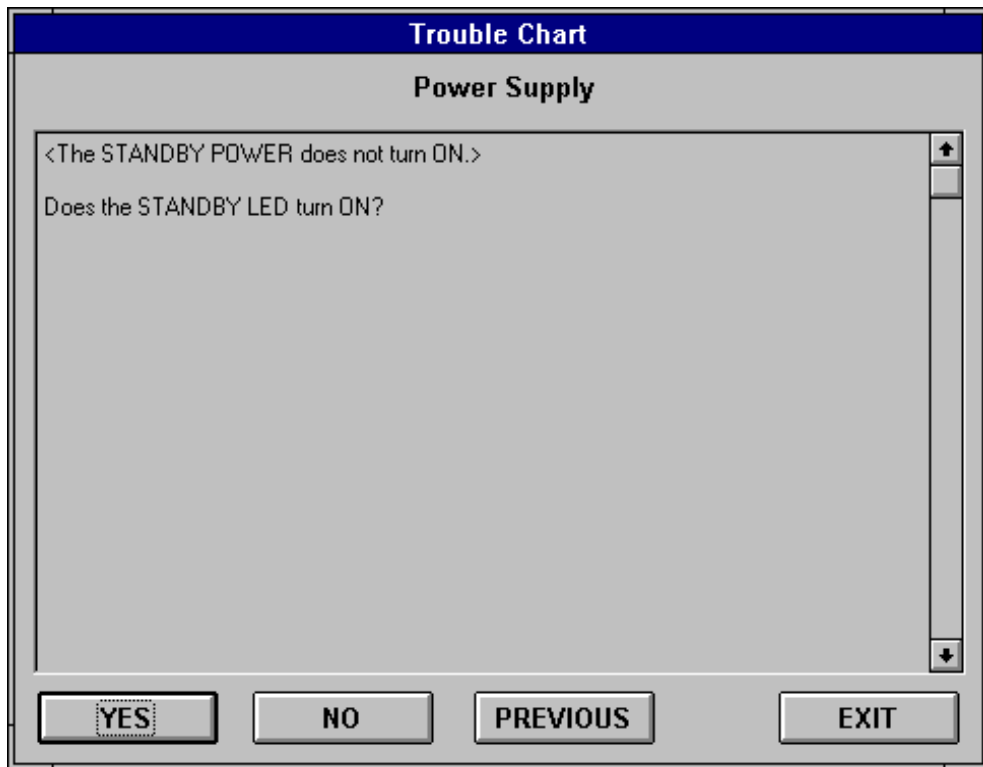 Trouble Chart
Power Supply
<The STANDBY POWER does not turn ON.>
Does the STANDBY LED turn ON?
YES NO PREVIOUS EXIT